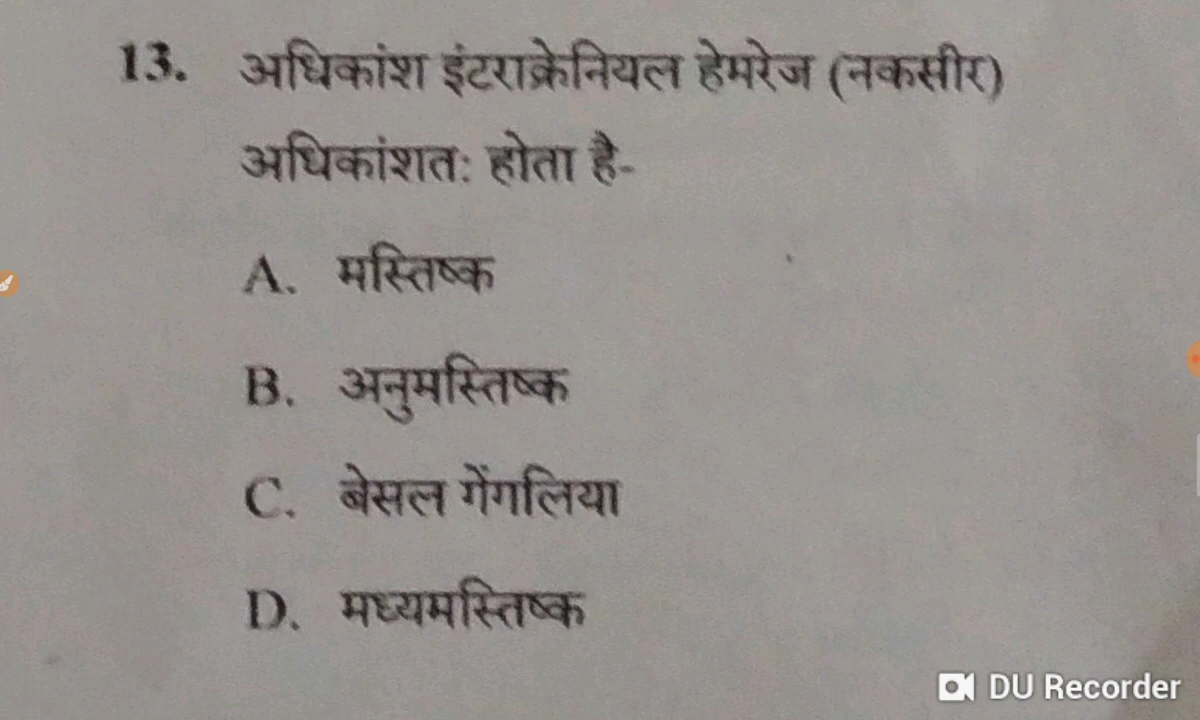 13. अधिकांश इंटराक्रेनियल हेमरेज (नकसीर)
अधिकांशतः होता है-
A. मस्तिष्क
B. अनुमस्तिष्क
C. बेसल गेंगलिया
D. मध्यमस्तिष्क
DU Recorder